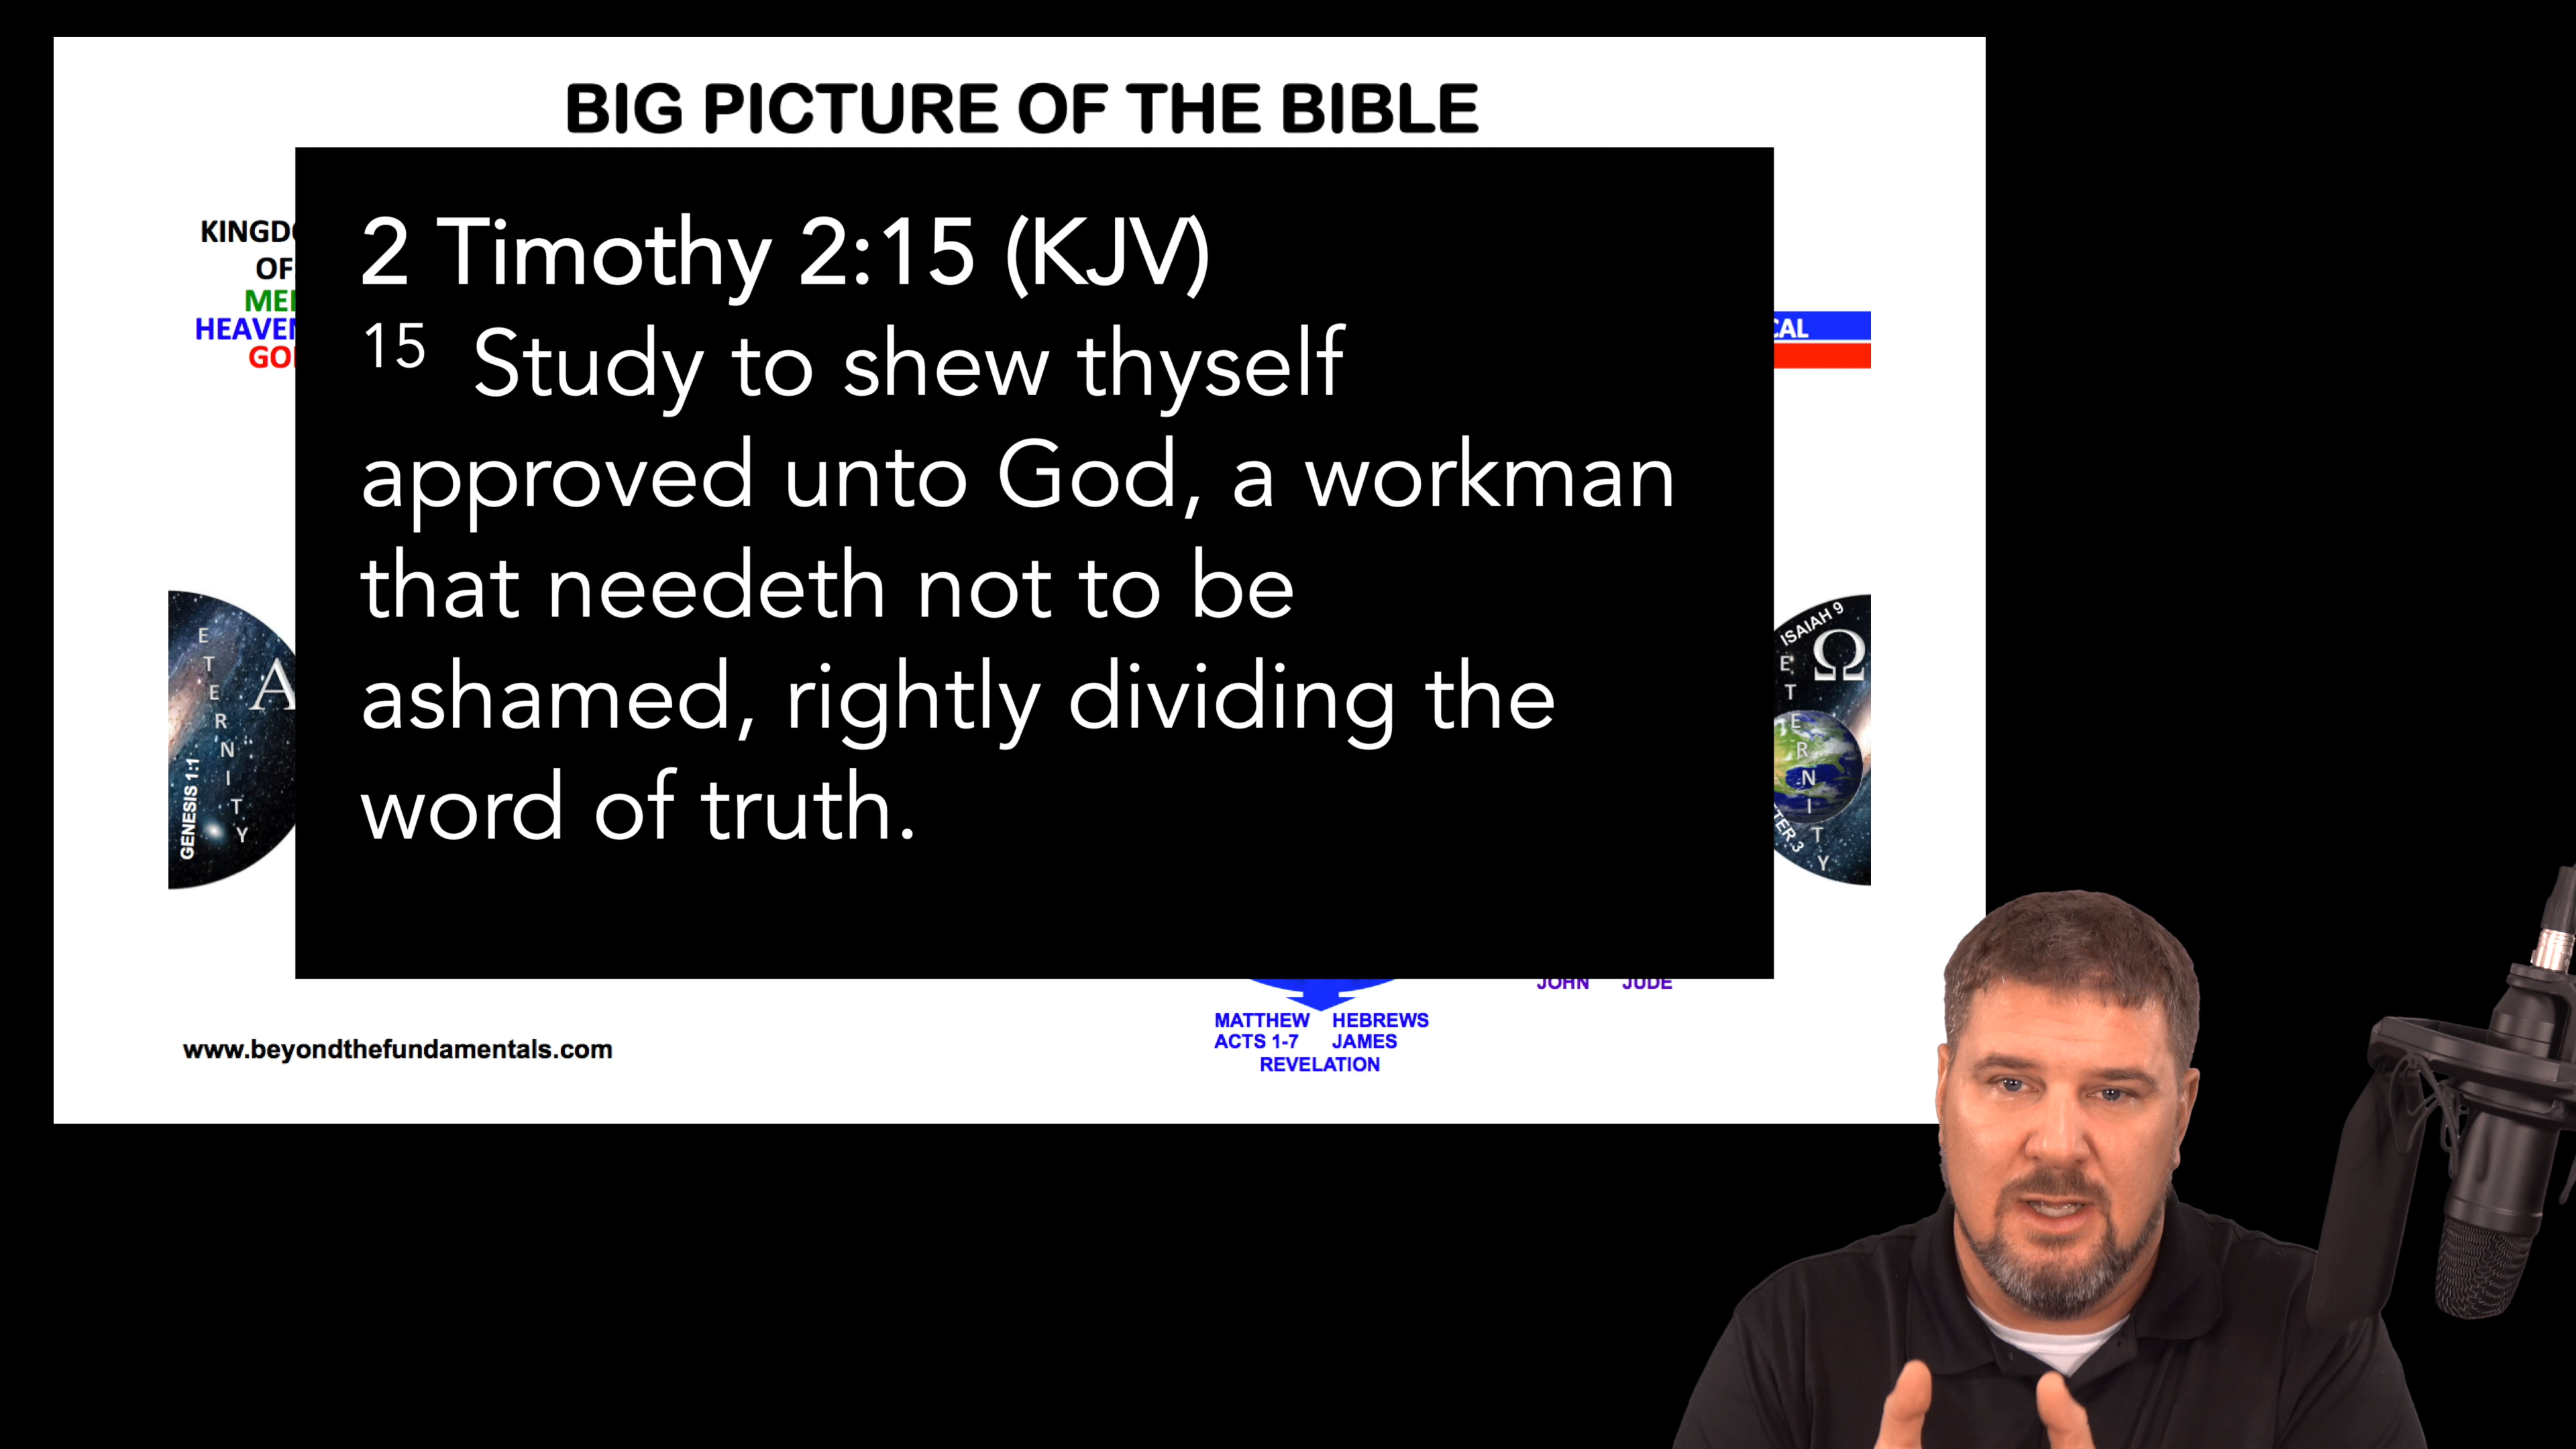 BIG PICTURE OF THE BIBLE
2 Timothy 2:15 (KJV)
15 Study to shew thyself
approved unto God, a workman
that needeth not to be
ashamed, rightly dividing the
word of truth.
OF
GENESIS 1:1
ETERNITY
A
ISAIAH 9
ETERNITY
Ω
JOHN JUDE
MATTHEW HEBREWS
ACTS 1-7 JAMES
REVELATION
www.beyondthefundamentals.com